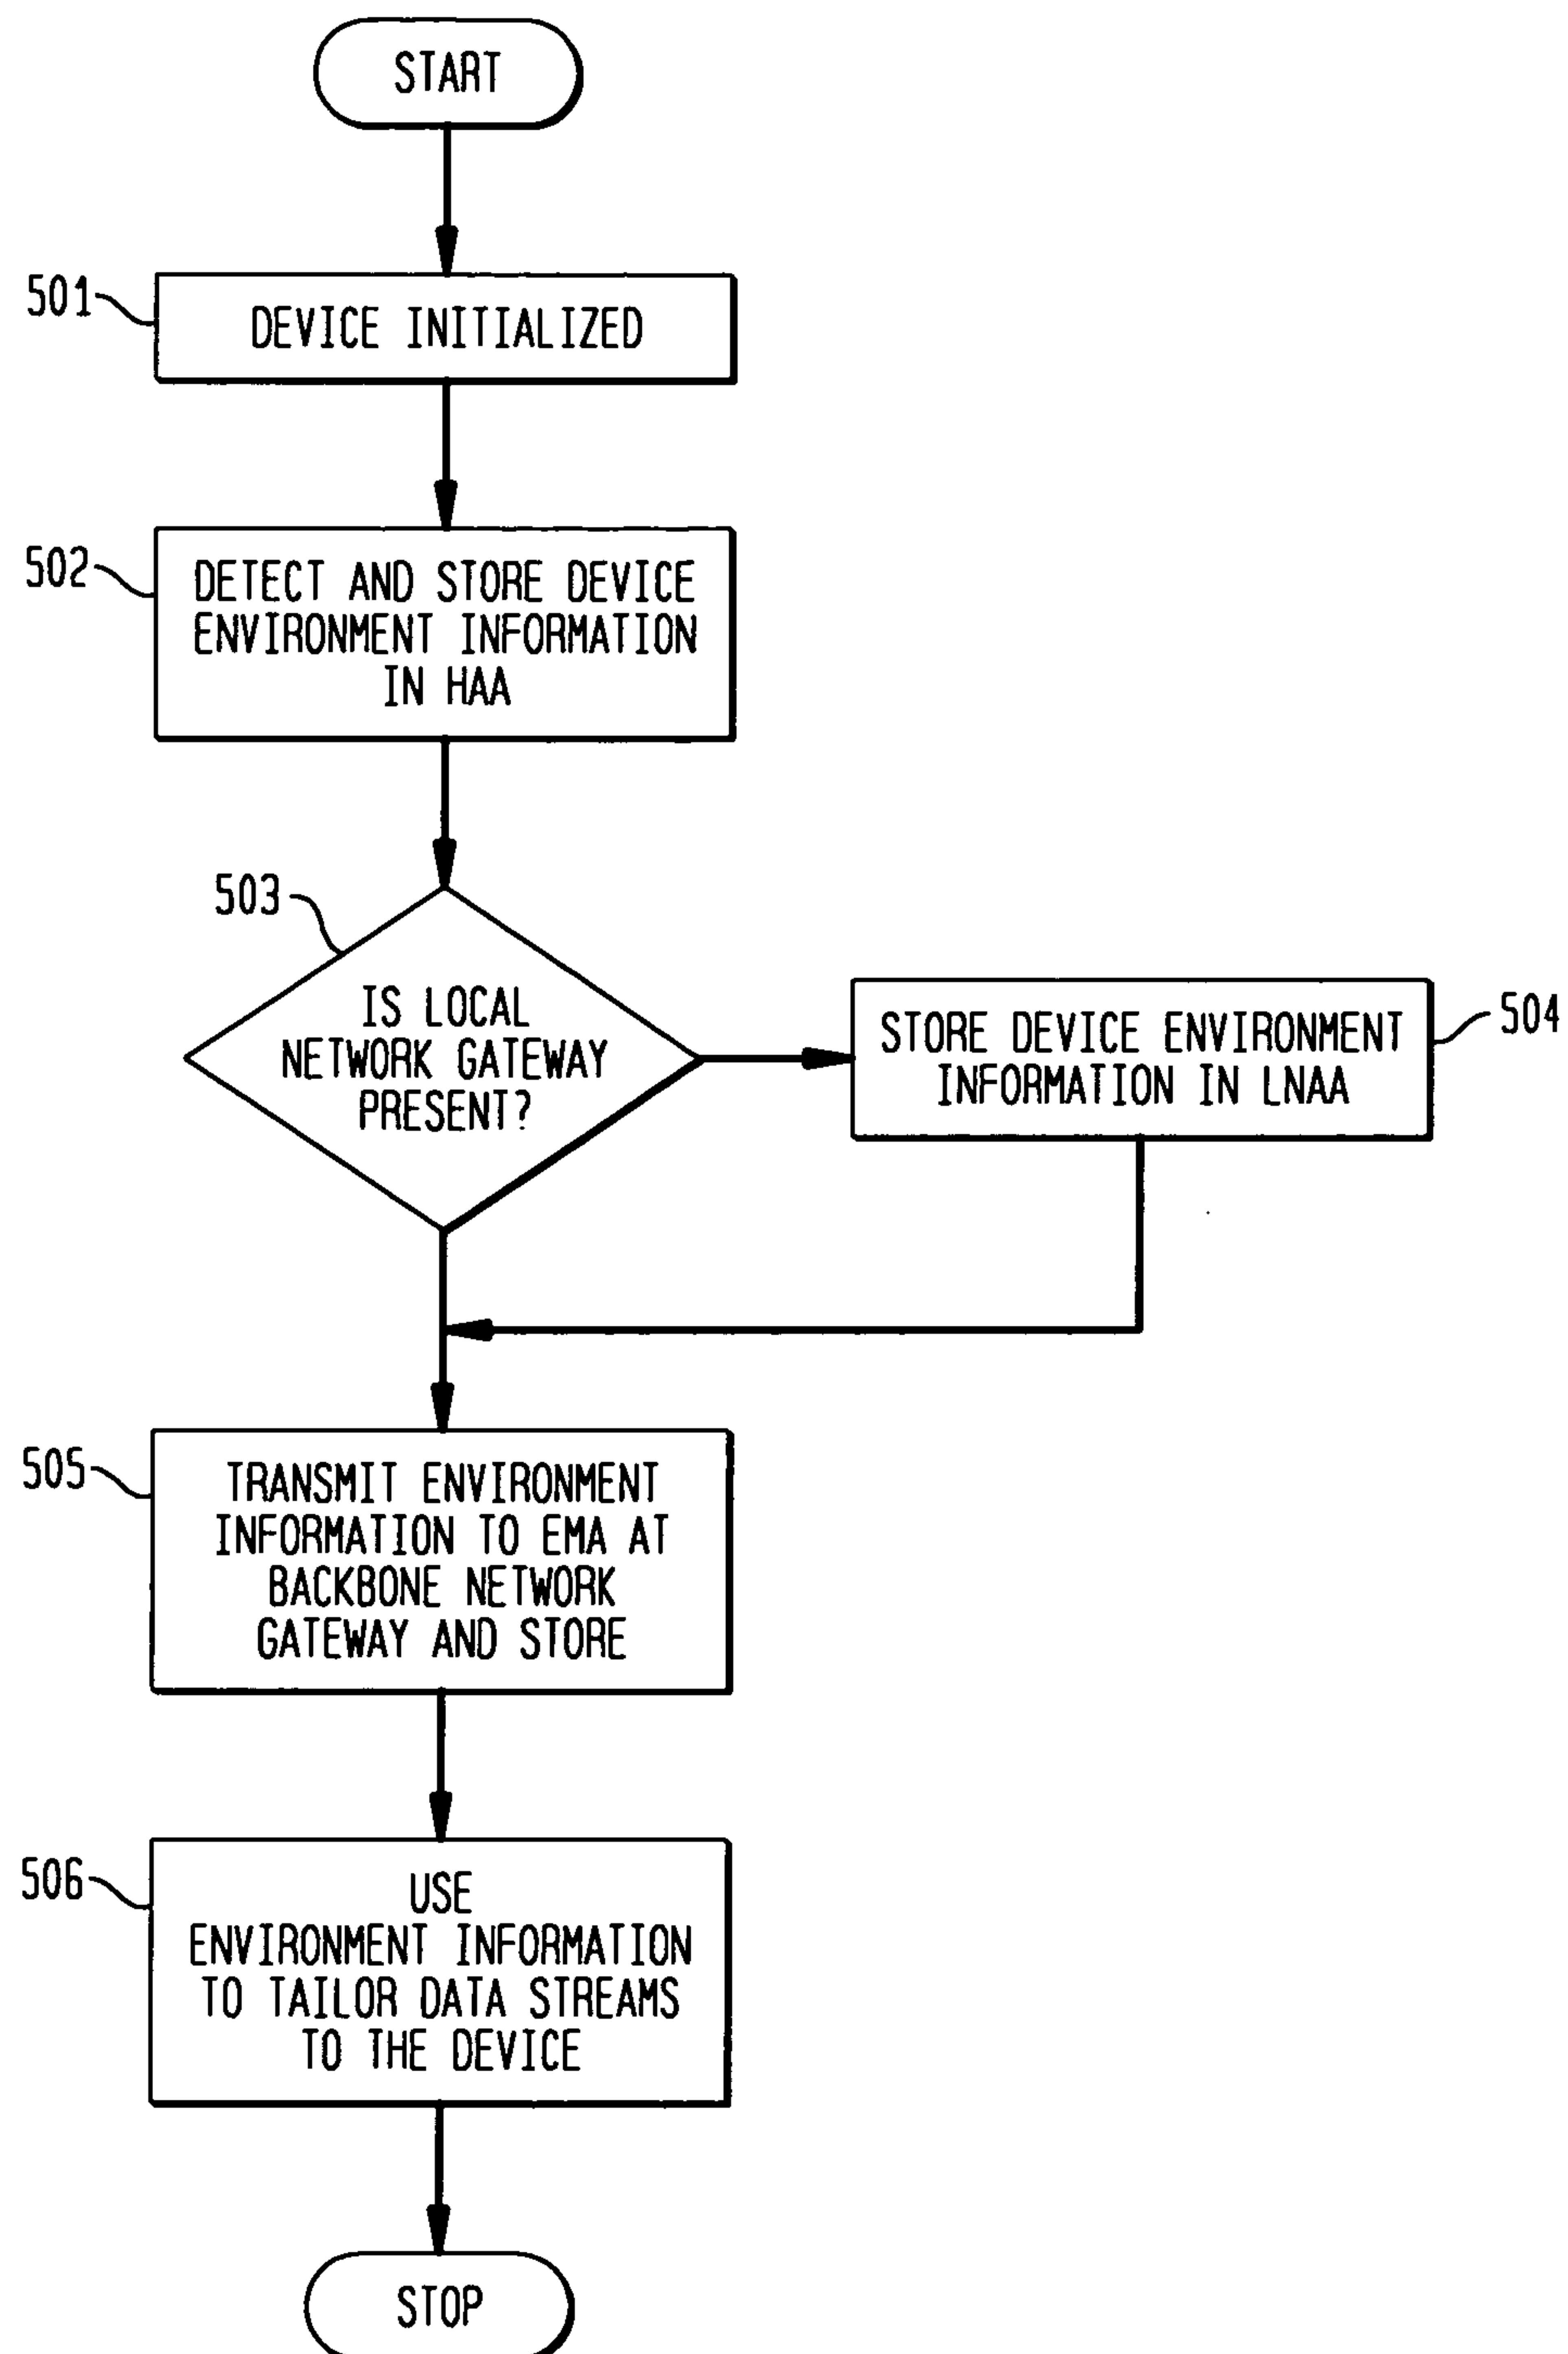 START
501
DEVICE INITIALIZED
502
DETECT AND STORE DEVICE
ENVIRONMENT INFORMATION
IN HAA
503
IS LOCAL
NETWORK GATEWAY
PRESENT?
504
STORE DEVICE ENVIRONMENT
INFORMATION IN LNAA
505
TRANSMIT ENVIRONMENT
INFORMATION TO EMA AT
BACKBONE NETWORK
GATEWAY AND STORE
506
USE
ENVIRONMENT INFORMATION
TO TAILOR DATA STREAMS
TO THE DEVICE
STOP